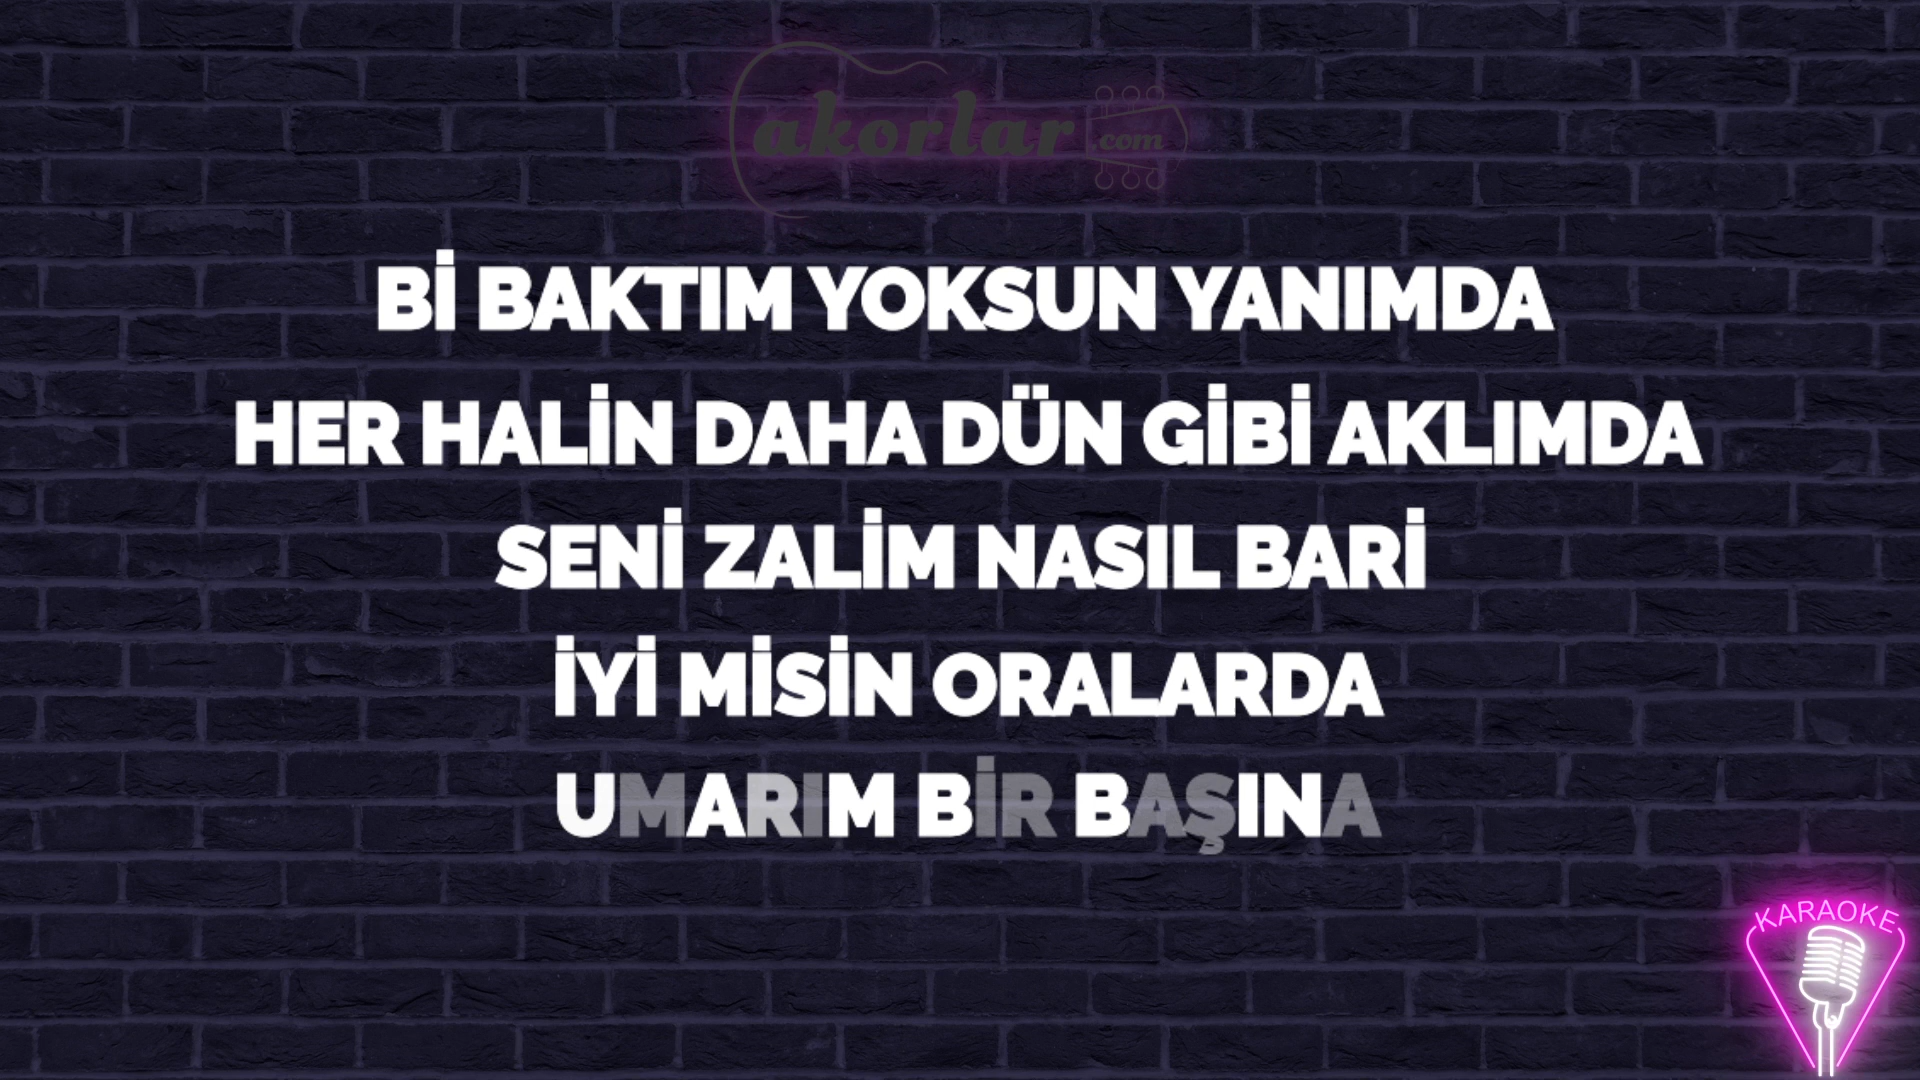 akorlar.com
Bİ BAKTIM YOKSUN YANIMDA
HER HALİN DAHA DÜN GİBİ AKLIMDA
SENİ ZALİM NASIL BARİ
İYİ MİSİN ORALARDA
UMARIM BİR BAŞINA
KARAOKE